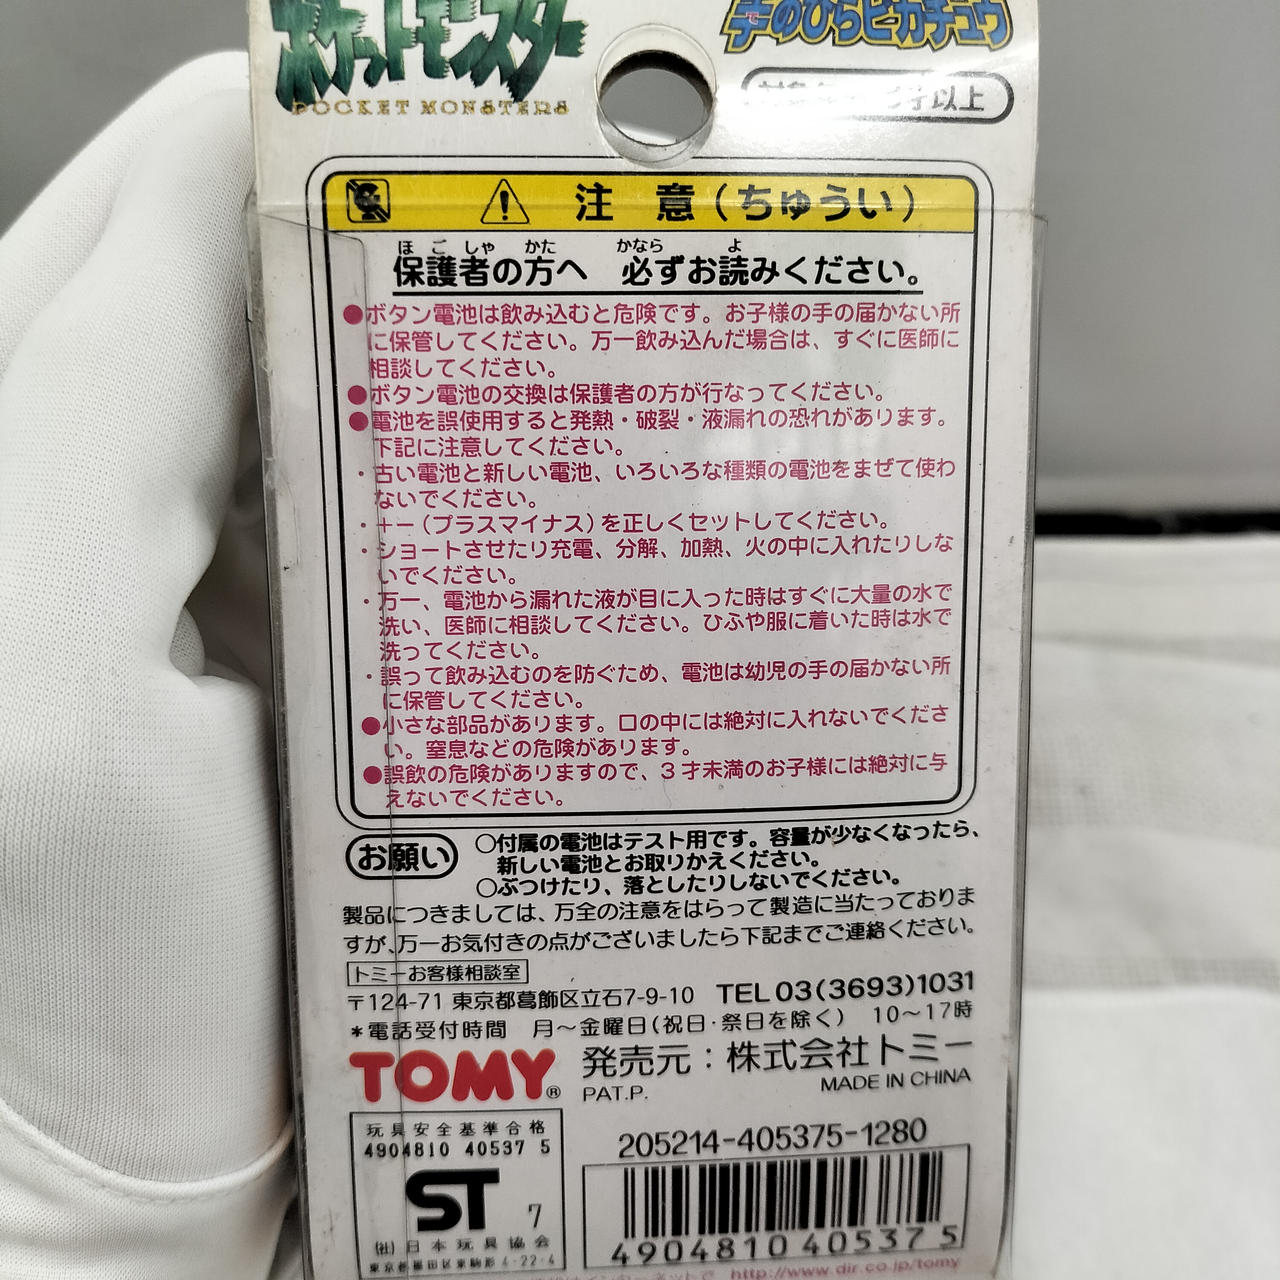 ポケットモンスター
POCKET MONSTERS
手のひらピカチュウ
才以上
注意(ちゅうい)
ほごしゃ かた かなら よ
保護者の方へ 必ずお読みください。
●ボタン電池は飲み込むと危険です。お子様の手の届かない所
に保管してください。万一飲み込んだ場合は、すぐに医師に
相談してください。
●ボタン電池の交換は保護者の方が行なってください。
●電池を誤使用すると発熱・破裂・液漏れの恐れがあります。
下記に注意してください。
・古い電池と新しい電池、いろいろな種類の電池をまぜて使わ
ないでください。
・+−(プラスマイナス)を正しくセットしてください。
・ショートさせたり充電、分解、加熱、火の中に入れたりしな
いでください。
・万一、電池から漏れた液が目に入った時はすぐに大量の水で
洗い、医師に相談してください。ひふや服に着いた時は水で
洗ってください。
・誤って飲み込むのを防ぐため、電池は幼児の手の届かない所
に保管してください。
●小さな部品があります。口の中には絶対に入れないでくださ
い。窒息などの危険があります。
●誤飲の危険がありますので、3才未満のお子様には絶対に与
えないでください。
お願い
○付属の電池はテスト用です。容量が少なくなったら、
新しい電池とお取りかえください。
○ぶつけたり、落としたりしないでください。
製品につきましては、万全の注意をはらって製造に当たっておりま
すが、万一お気付きの点がございましたら下記までご連絡ください。
トミーお客様相談室
〒124-71 東京都葛飾区立石7-9-10 TEL 03(3693)1031
*電話受付時間 月〜金曜日(祝日・祭日を除く) 10〜17時
TOMY® 発売元：株式会社トミー
PAT.P. MADE IN CHINA
玩具安全基準合格
4904810 40537 5
ST 7
(社)日本玩具協会
東京都墨田区東駒形4-22-4
205214-405375-1280
4904810405375
インターネットで http://www.dir.co.jp/tomy